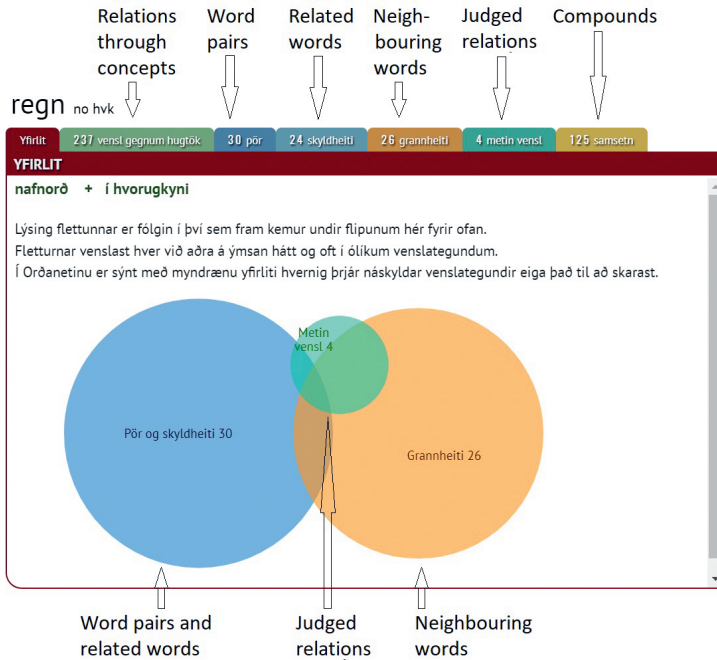 Relations
through
concepts
Word
pairs
Related
words
Neigh-
bouring
words
Judged
relations
Compounds
regn no hvk
Yfirlit
237 vensl gegnum hugtök
30 pör
24 skyldheiti
26 grannheiti
4 metin vensl
125 samsetn
YFIRLIT
nafnorð + í hvorugkyni
Lýsing flettunnar er fólgin í því sem fram kemur undir flipunum hér fyrir ofan.
Fletturnar venslast hver við aðra á ýmsan hátt og oft í ólíkum venslategundum.
Í Orðanetinu er sýnt með myndrænu yfirliti hvernig þrjár náskyldar venslategundir eiga það til að skarast.
Metin
vensl 4
Pör og skyldheiti 30
Grannheiti 26
Word pairs and
related words
Judged
relations
Neighbouring
words